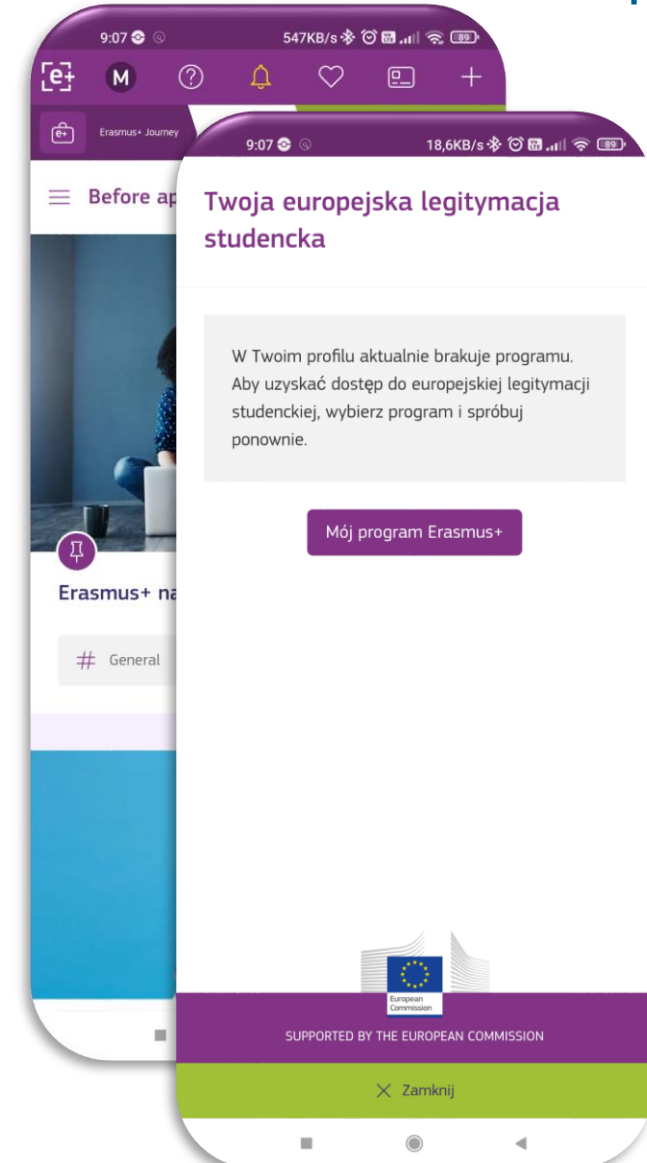 9:07
547KB/s
89
e+
M
e+
Erasmus+ Journey
Before ap
Erasmus+ na
# General
9:07
18,6KB/s
89
Twoja europejska legitymacja
studencka
W Twoim profilu aktualnie brakuje programu.
Aby uzyskać dostęp do europejskiej legitymacji
studenckiej, wybierz program i spróbuj
ponownie.
Mój program Erasmus+
European
Commission
SUPPORTED BY THE EUROPEAN COMMISSION
Zamknij